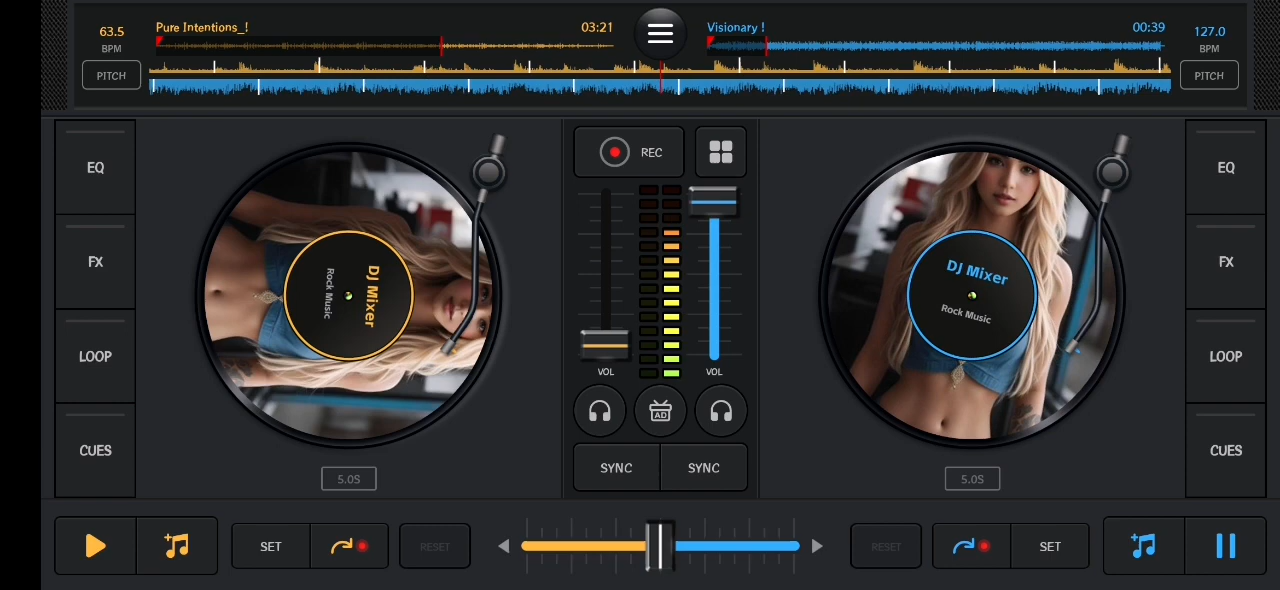 63.5
BPM
PITCH
Pure Intentions_!
03:21
Visionary !
00:39
127.0
BPM
PITCH
EQ
FX
LOOP
CUES
DJ Mixer
Rock Music
5.0S
REC
VOL
VOL
AD
SYNC
SYNC
DJ Mixer
Rock Music
5.0S
EQ
FX
LOOP
CUES
SET
RESET
RESET
SET